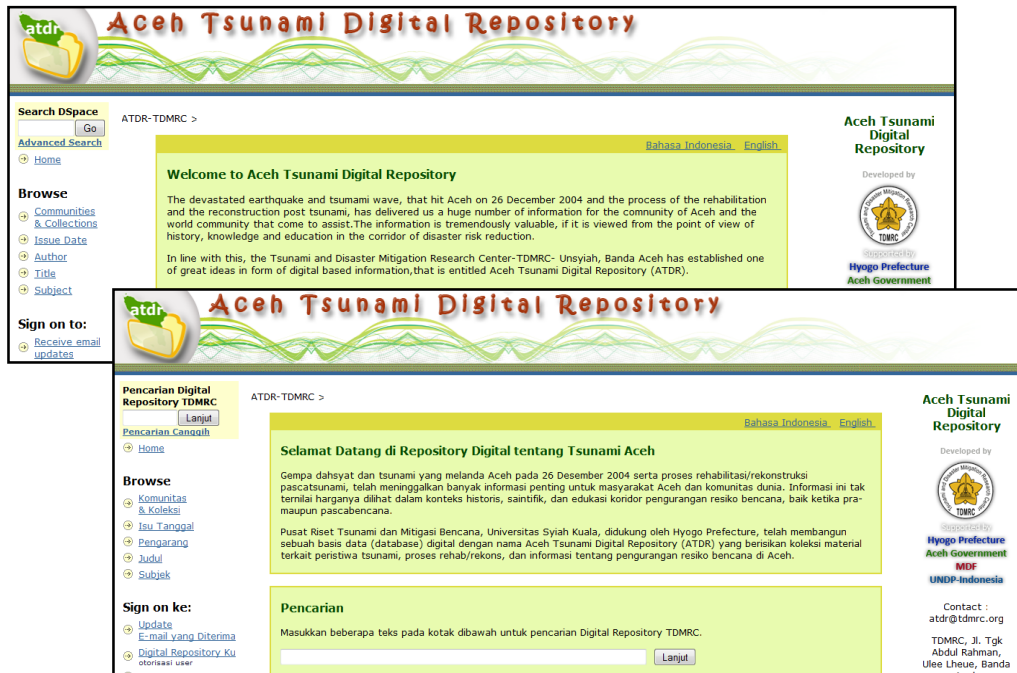 atdr
Aceh Tsunami Digital Repository
Search DSpace
Go
Advanced Search
Home
Browse
Communities
& Collections
Issue Date
Author
Title
Subject
Sign on to:
Receive email
updates
ATDR-TDMRC >
Bahasa Indonesia English
Welcome to Aceh Tsunami Digital Repository
The devastated earthquake and tsumami wave, that hit Aceh on 26 December 2004 and the process of the rehabilitation
and the reconstruction post tsunami, has delivered us a huge number of information for the comnunity of Aceh and the
world community that come to assist.The information is tremendously valuable, if it is viewed from the point of view of
history, knowledge and education in the corridor of disaster risk reduction.
In line with this, the Tsunami and Disaster Mitigation Research Center-TDMRC- Unsyiah, Banda Aceh has established one
of great ideas in form of digital based information,that is entitled Aceh Tsunami Digital Repository (ATDR).
Aceh Tsunami
Digital
Repository
Developed by
Tsunami and Disaster Mitigation Research Center
TDMRC
Supported by
Hyogo Prefecture
Aceh Government
atdr
Aceh Tsunami Digital Repository
Pencarian Digital
Repository TDMRC
Lanjut
Pencarian Canggih
Home
Browse
Komunitas
& Koleksi
Isu Tanggal
Pengarang
Judul
Subjek
Sign on ke:
Update
E-mail yang Diterima
Digital Repository Ku
otorisasi user
ATDR-TDMRC >
Bahasa Indonesia English
Selamat Datang di Repository Digital tentang Tsunami Aceh
Gempa dahsyat dan tsunami yang melanda Aceh pada 26 Desember 2004 serta proses rehabilitasi/rekonstruksi
pascatsunami, telah meninggalkan banyak informasi penting untuk masyarakat Aceh dan komunitas dunia. Informasi ini tak
ternilai harganya dilihat dalam konteks historis, saintifik, dan edukasi koridor pengurangan resiko bencana, baik ketika pra-
maupun pascabencana.
Pusat Riset Tsunami dan Mitigasi Bencana, Universitas Syiah Kuala, didukung oleh Hyogo Prefecture, telah membangun
sebuah basis data (database) digital dengan nama Aceh Tsunami Digital Repository (ATDR) yang berisikan koleksi material
terkait peristiwa tsunami, proses rehab/rekons, dan informasi tentang pengurangan resiko bencana di Aceh.
Pencarian
Masukkan beberapa teks pada kotak dibawah untuk pencarian Digital Repository TDMRC.
Lanjut
Aceh Tsunami
Digital
Repository
Developed by
Tsunami and Disaster Mitigation Research Center
TDMRC
Supported by
Hyogo Prefecture
Aceh Government
MDF
UNDP-Indonesia
Contact :
atdr@tdmrc.org
TDMRC, Jl. Tgk
Abdul Rahman,
Ulee Lheue, Banda